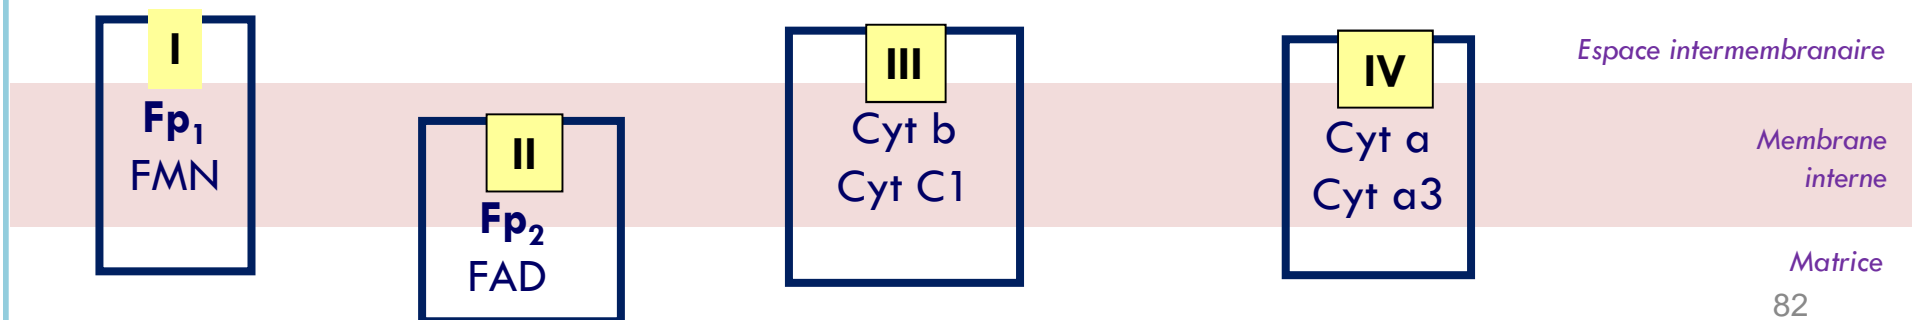 I
Fp₁
FMN
II
Fp₂
FAD
III
Cyt b
Cyt C1
IV
Cyt a
Cyt a3
Espace intermembranaire
Membrane
interne
Matrice
82